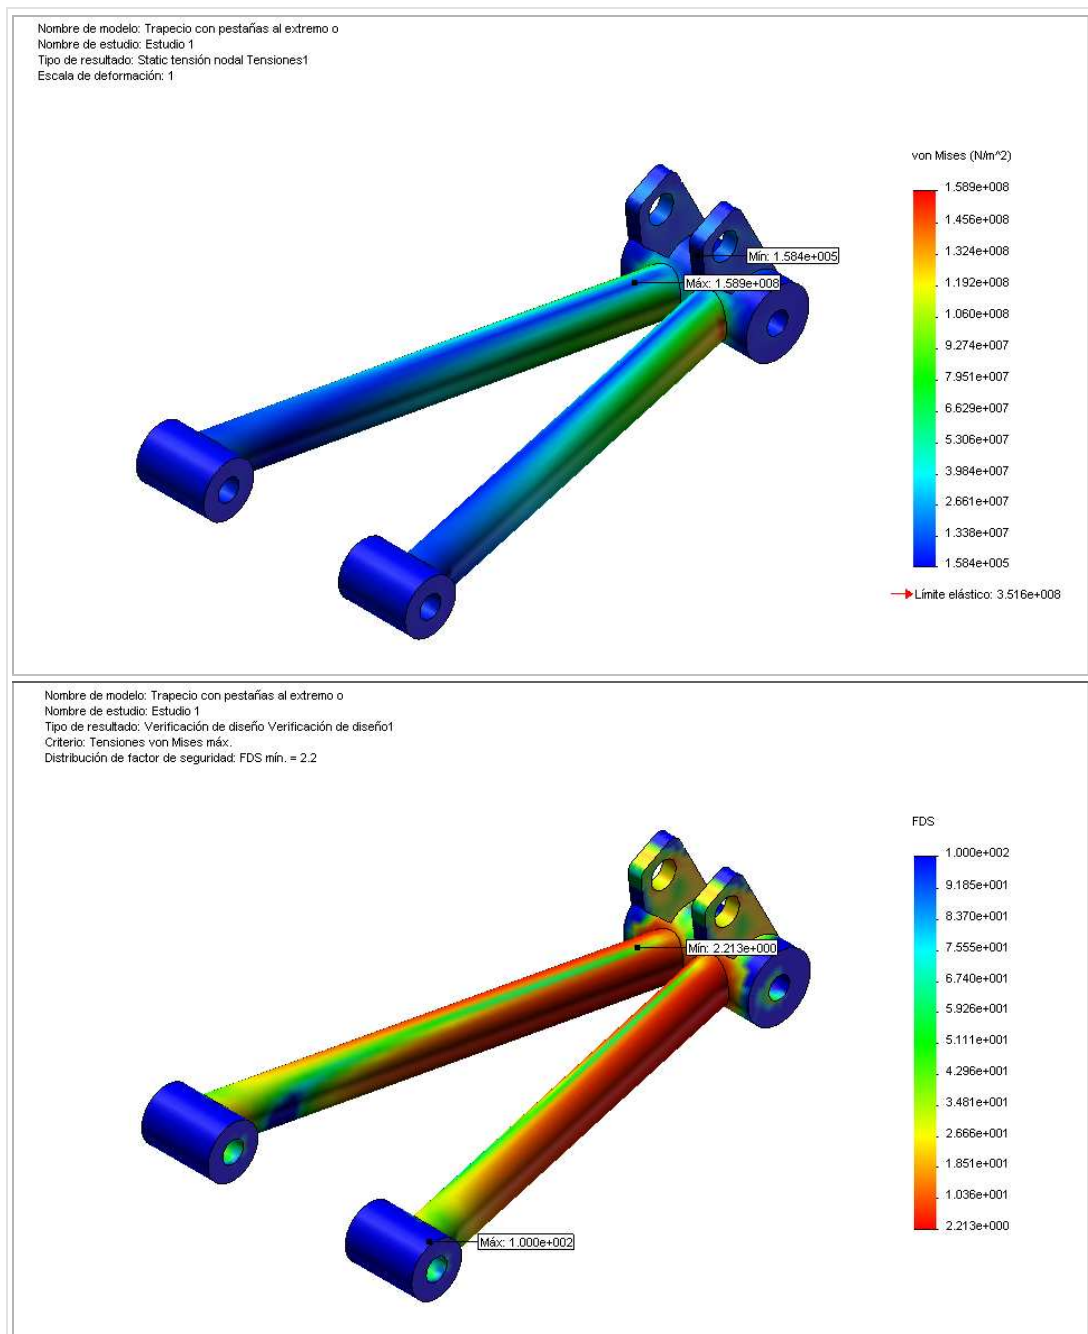 Nombre de modelo: Trapecio con pestañas al extremo o
Nombre de estudio: Estudio 1
Tipo de resultado: Static tensión nodal Tensiones1
Escala de deformación: 1
von Mises (N/m^2)
1.589e+008
1.456e+008
1.324e+008
1.192e+008
1.060e+008
9.274e+007
7.951e+007
6.629e+007
5.306e+007
3.984e+007
2.661e+007
1.338e+007
1.584e+005
Límite elástico: 3.516e+008
Mín: 1.584e+005
Máx: 1.589e+008
Nombre de modelo: Trapecio con pestañas al extremo o
Nombre de estudio: Estudio 1
Tipo de resultado: Verificación de diseño Verificación de diseño1
Criterio: Tensiones von Mises máx.
Distribución de factor de seguridad: FDS mín. = 2.2
FDS
1.000e+002
9.185e+001
8.370e+001
7.555e+001
6.740e+001
5.926e+001
5.111e+001
4.296e+001
3.481e+001
2.666e+001
1.851e+001
1.036e+001
2.213e+000
Mín: 2.213e+000
Máx: 1.000e+002